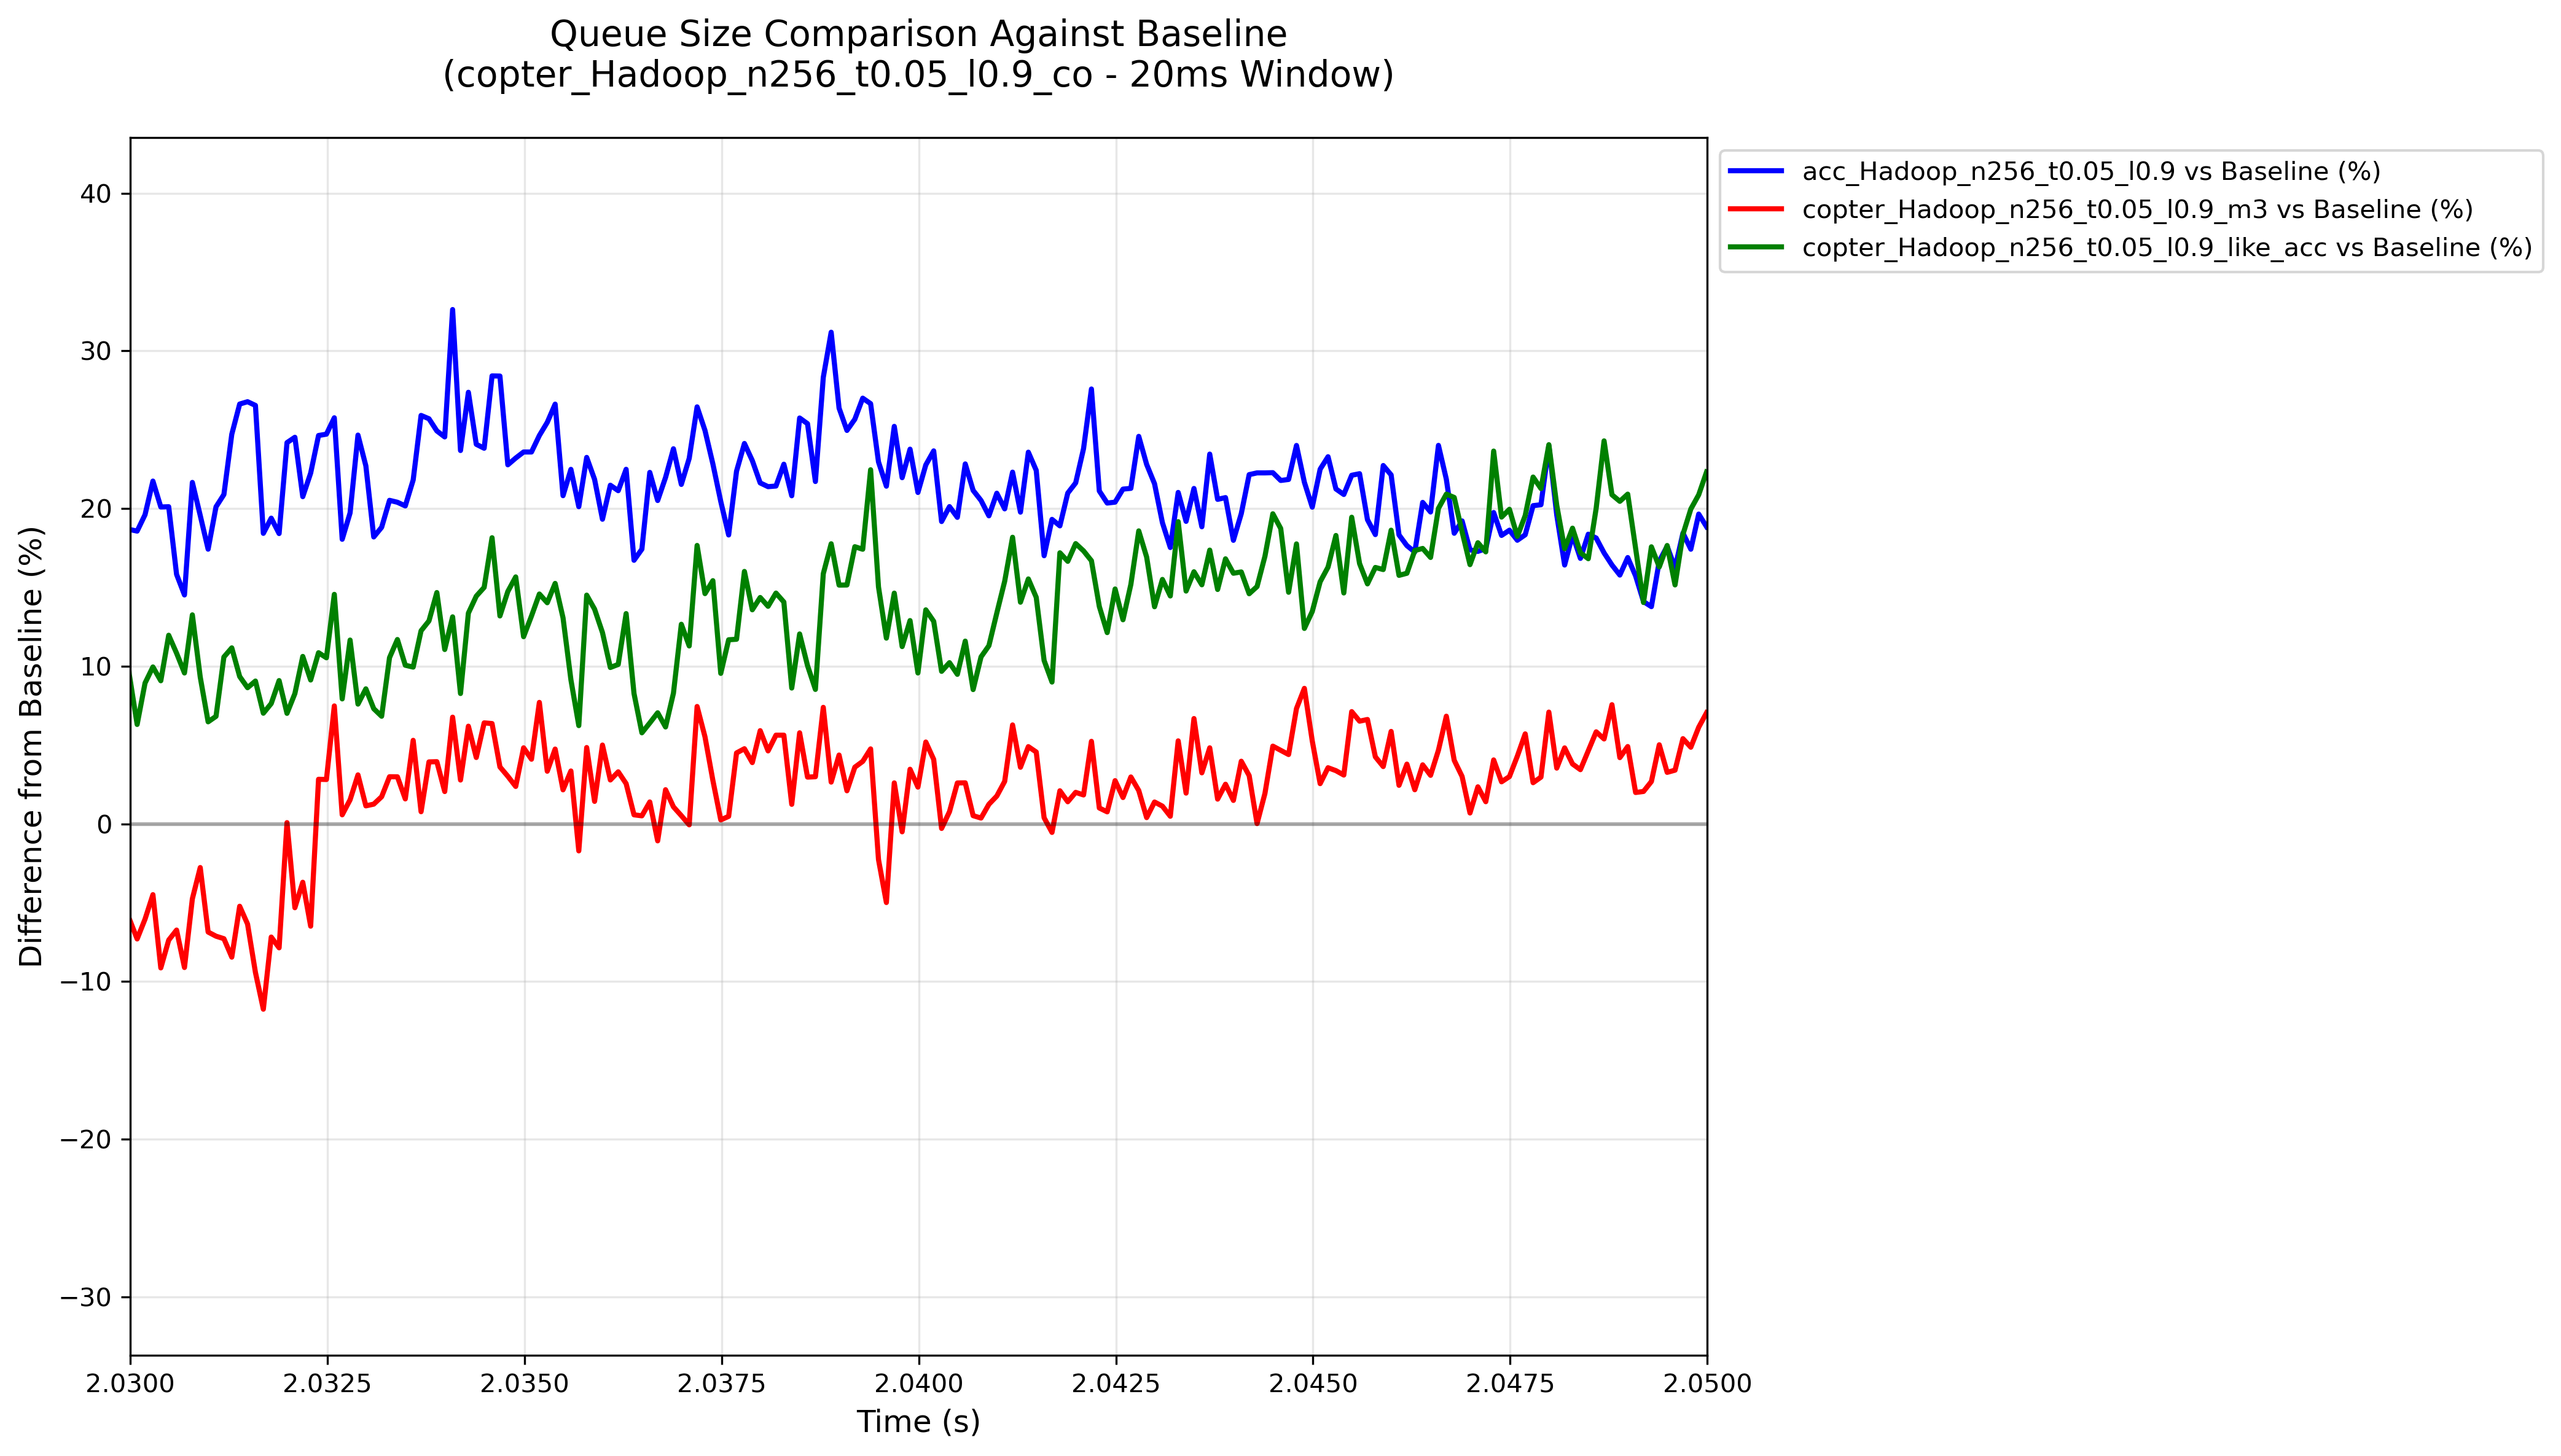 Queue Size Comparison Against Baseline
(copter_Hadoop_n256_t0.05_l0.9_co - 20ms Window)
acc_Hadoop_n256_t0.05_l0.9 vs Baseline (%)
copter_Hadoop_n256_t0.05_l0.9_m3 vs Baseline (%)
copter_Hadoop_n256_t0.05_l0.9_like_acc vs Baseline (%)
Difference from Baseline (%)
40
30
20
10
0
−10
−20
−30
2.0300 2.0325 2.0350 2.0375 2.0400 2.0425 2.0450 2.0475 2.0500
Time (s)